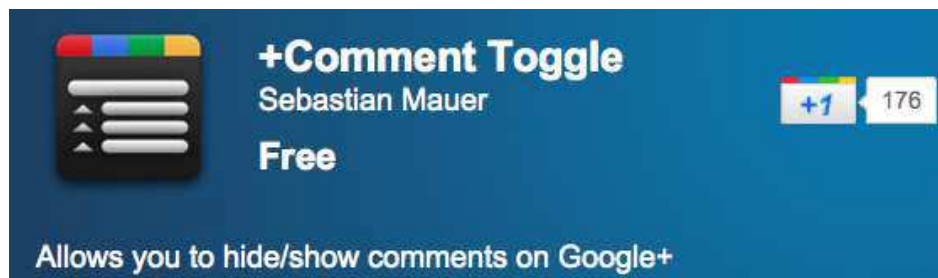 +Comment Toggle
Sebastian Mauer
+1 176
Free
Allows you to hide/show comments on Google+